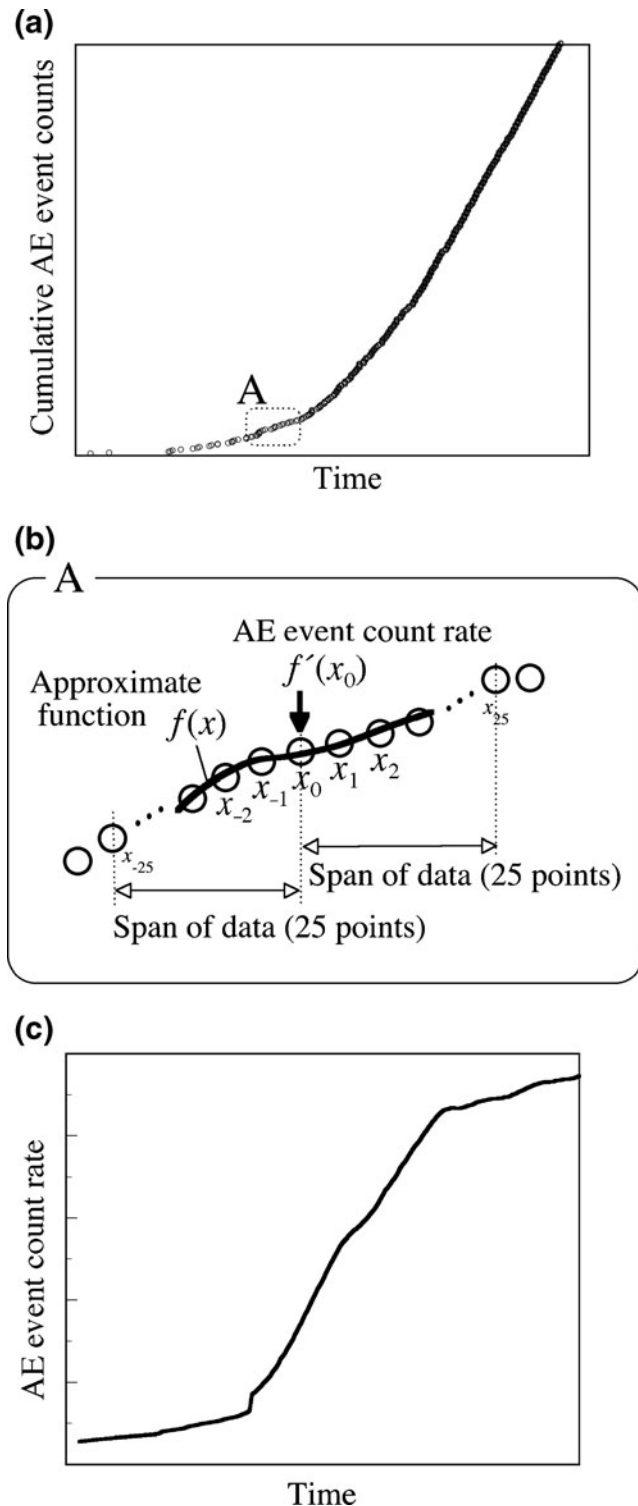 (a)
Cumulative AE event counts
A
Time
(b)
A
AE event count rate
f´(x0)
Approximate
function
f(x)
x25
x-2
x-1
x0
x1
x2
x-25
Span of data (25 points)
Span of data (25 points)
(c)
AE event count rate
Time